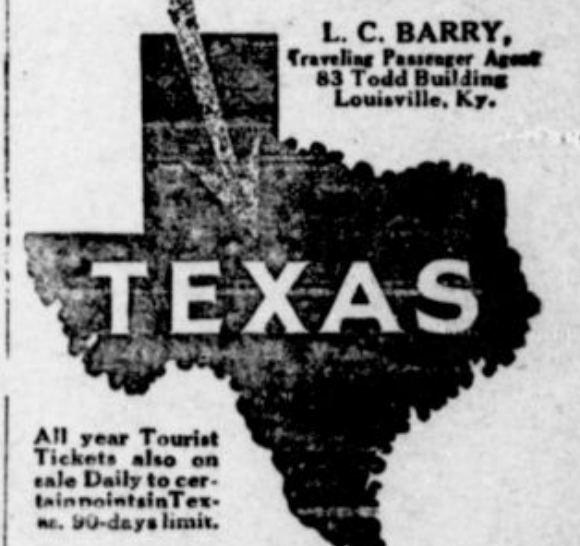 L. C. BARRY,
Traveling Passenger Agent
83 Todd Building
Louisville, Ky.
TEXAS
All year Tourist
Tickets also on
sale Daily to cer-
tain points in Tex-
as. 90-days limit.